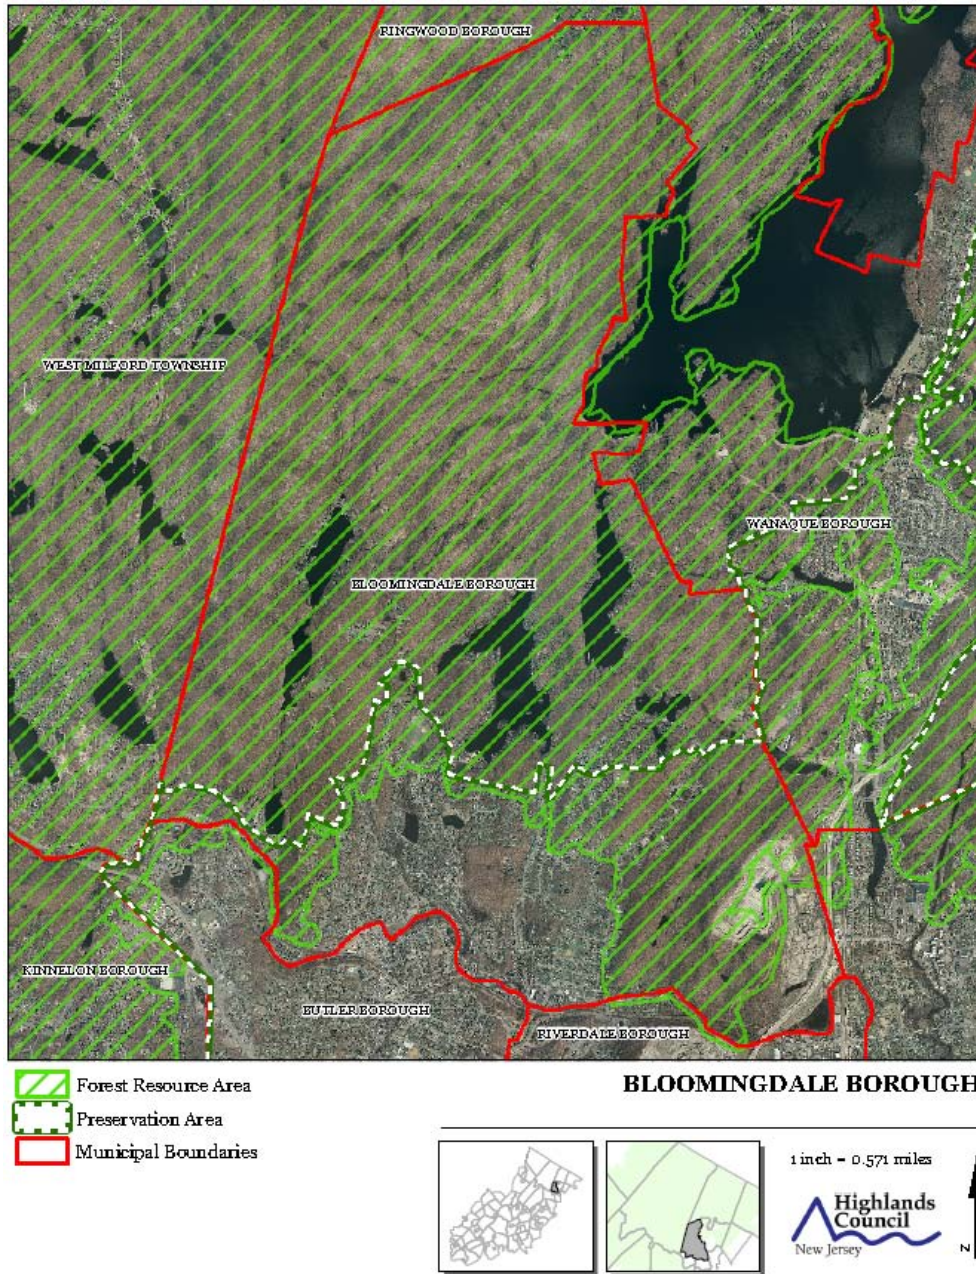 RINGWOOD BOROUGH
WEST MILFORD TOWNSHIP
WANAQUE BOROUGH
BLOOMINGDALE BOROUGH
KINNELON BOROUGH
BUTLER BOROUGH
RIVERDALE BOROUGH
Forest Resource Area
Preservation Area
Municipal Boundaries
BLOOMINGDALE BOROUGH
1 inch = 0.571 miles
Highlands
Council
New Jersey
N